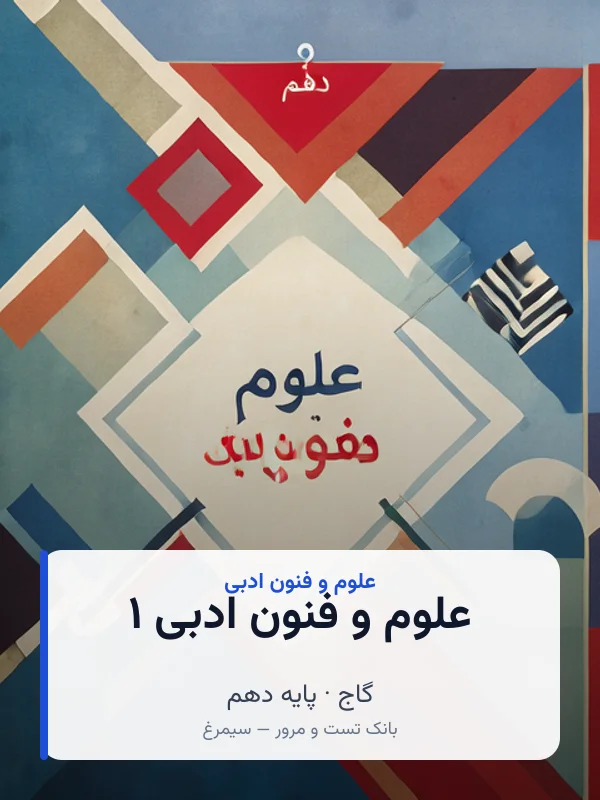 دهم
علوم
علوم و فنون ادبی
علوم و فنون ادبی ۱
گاج · پایه دهم
بانک تست و مرور — سیمرغ